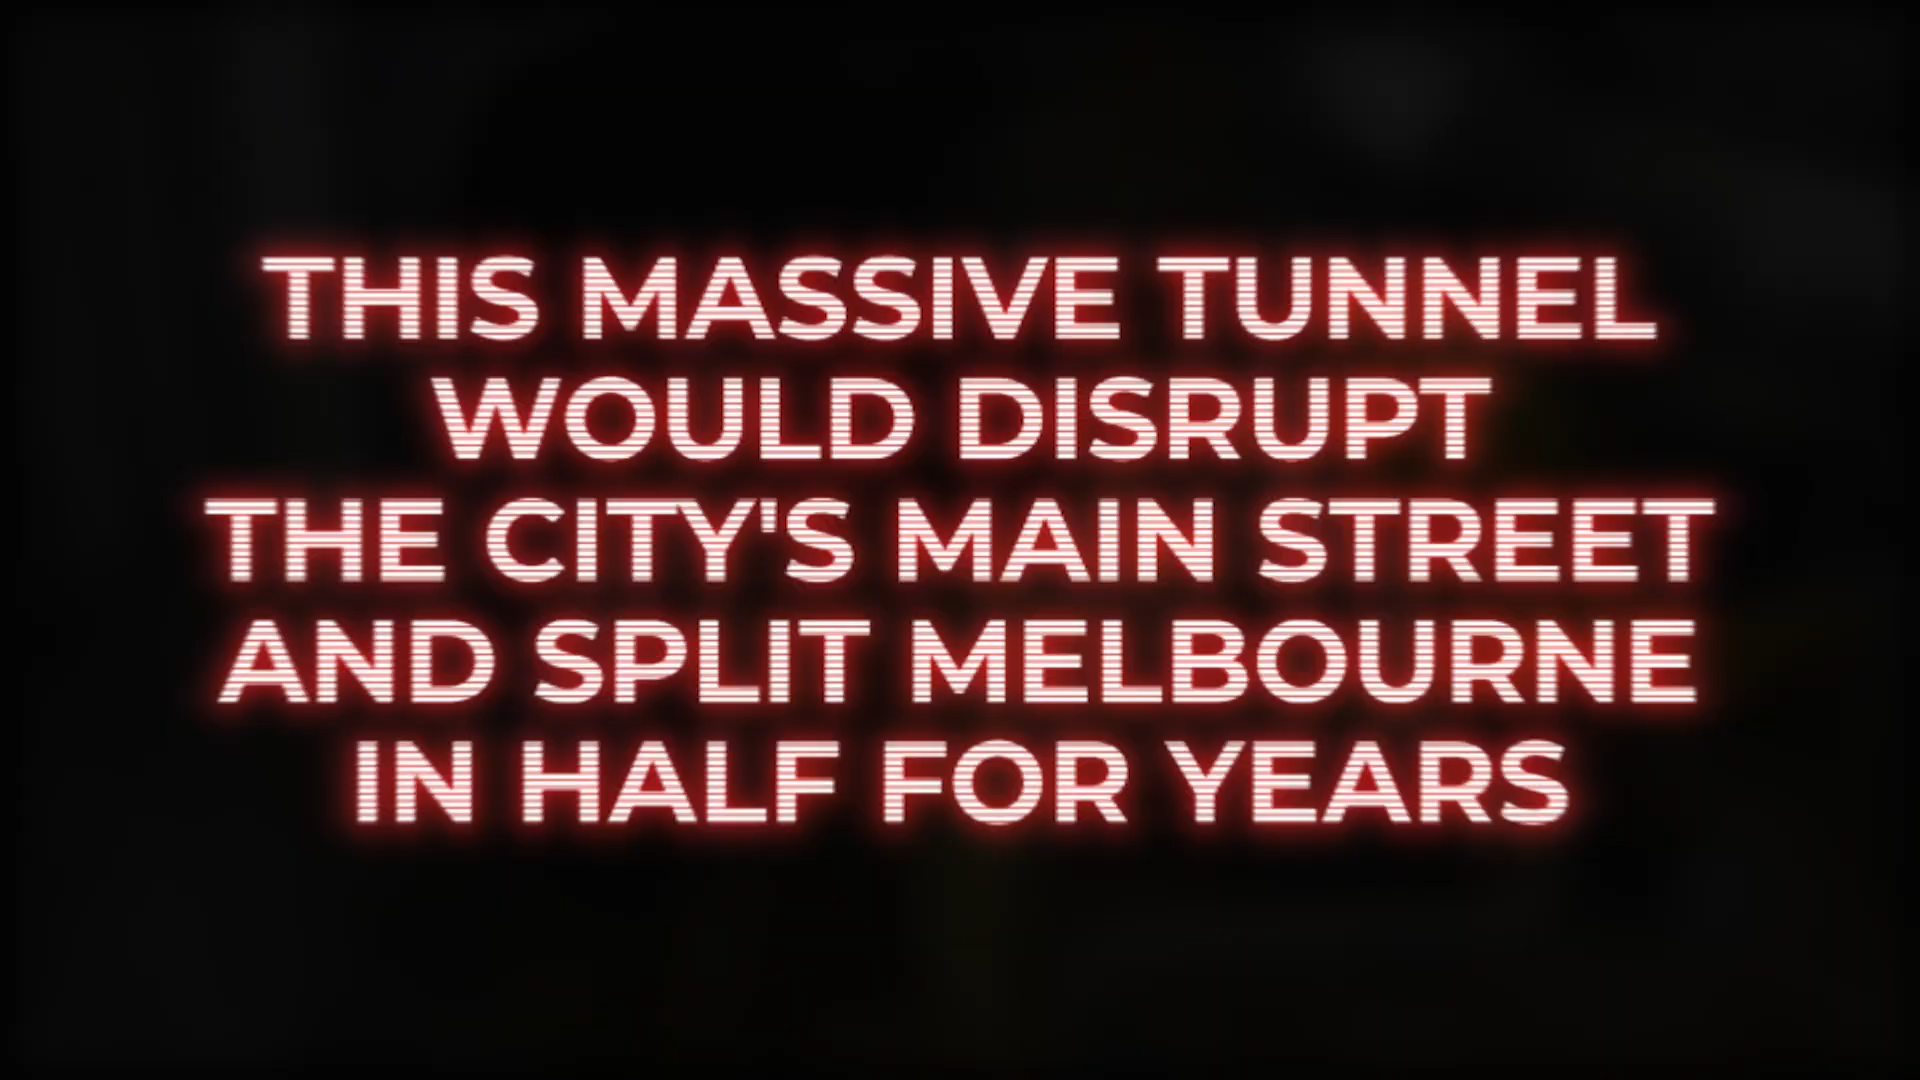 THIS MASSIVE TUNNEL
WOULD DISRUPT
THE CITY'S MAIN STREET
AND SPLIT MELBOURNE
IN HALF FOR YEARS